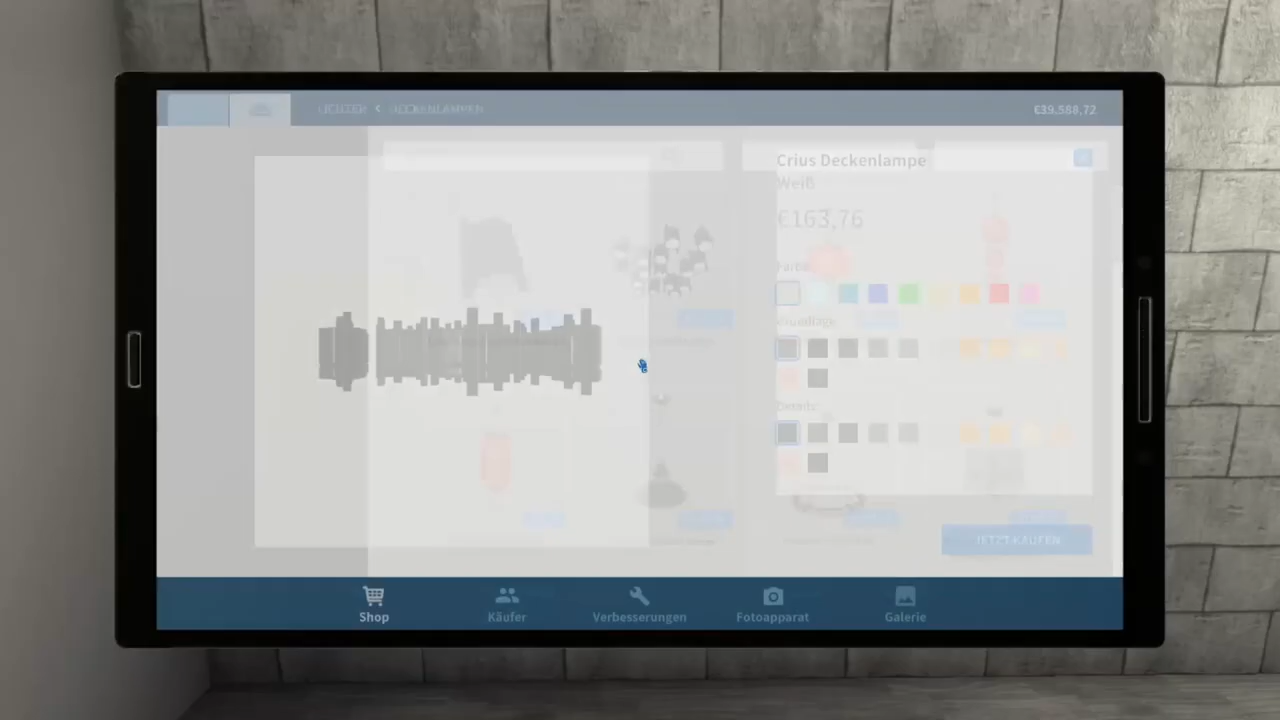 LICHTER < DECKENLAMPEN
€39.588,72
Crius Deckenlampe
Weiß
€163,76
Farbe
Grundlage
JETZT KAUFEN
Shop
Käufer
Verbesserungen
Fotoapparat
Galerie